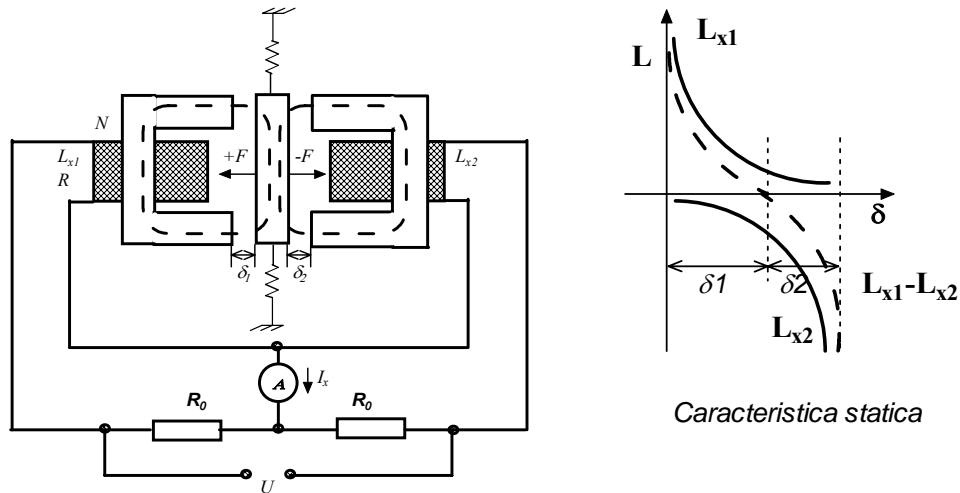 N
L_x1
R
+F
-F
L_x2
δ_1
δ_2
A
I_x
R_0
R_0
U
L
L_x1
δ
δ1
δ2
L_x1-L_x2
L_x2
Caracteristica statica